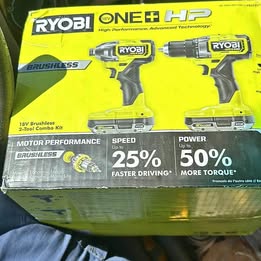 RYOBI ONE+ HP
High Performance. Advanced Technology.
BRUSHLESS
RYOBI
RYOBI
18V Brushless
2-Tool Combo Kit
MOTOR PERFORMANCE
BRUSHLESS
SPEED
Up to
25%
FASTER DRIVING*
POWER
Up to
50%
MORE TORQUE*